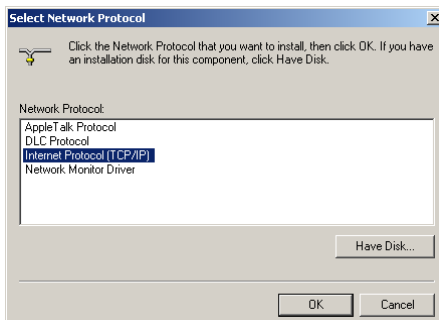 Select Network Protocol
Click the Network Protocol that you want to install, then click OK. If you have
an installation disk for this component, click Have Disk.
Network Protocol:
AppleTalk Protocol
DLC Protocol
Internet Protocol (TCP/IP)
Network Monitor Driver
Have Disk...
OK
Cancel